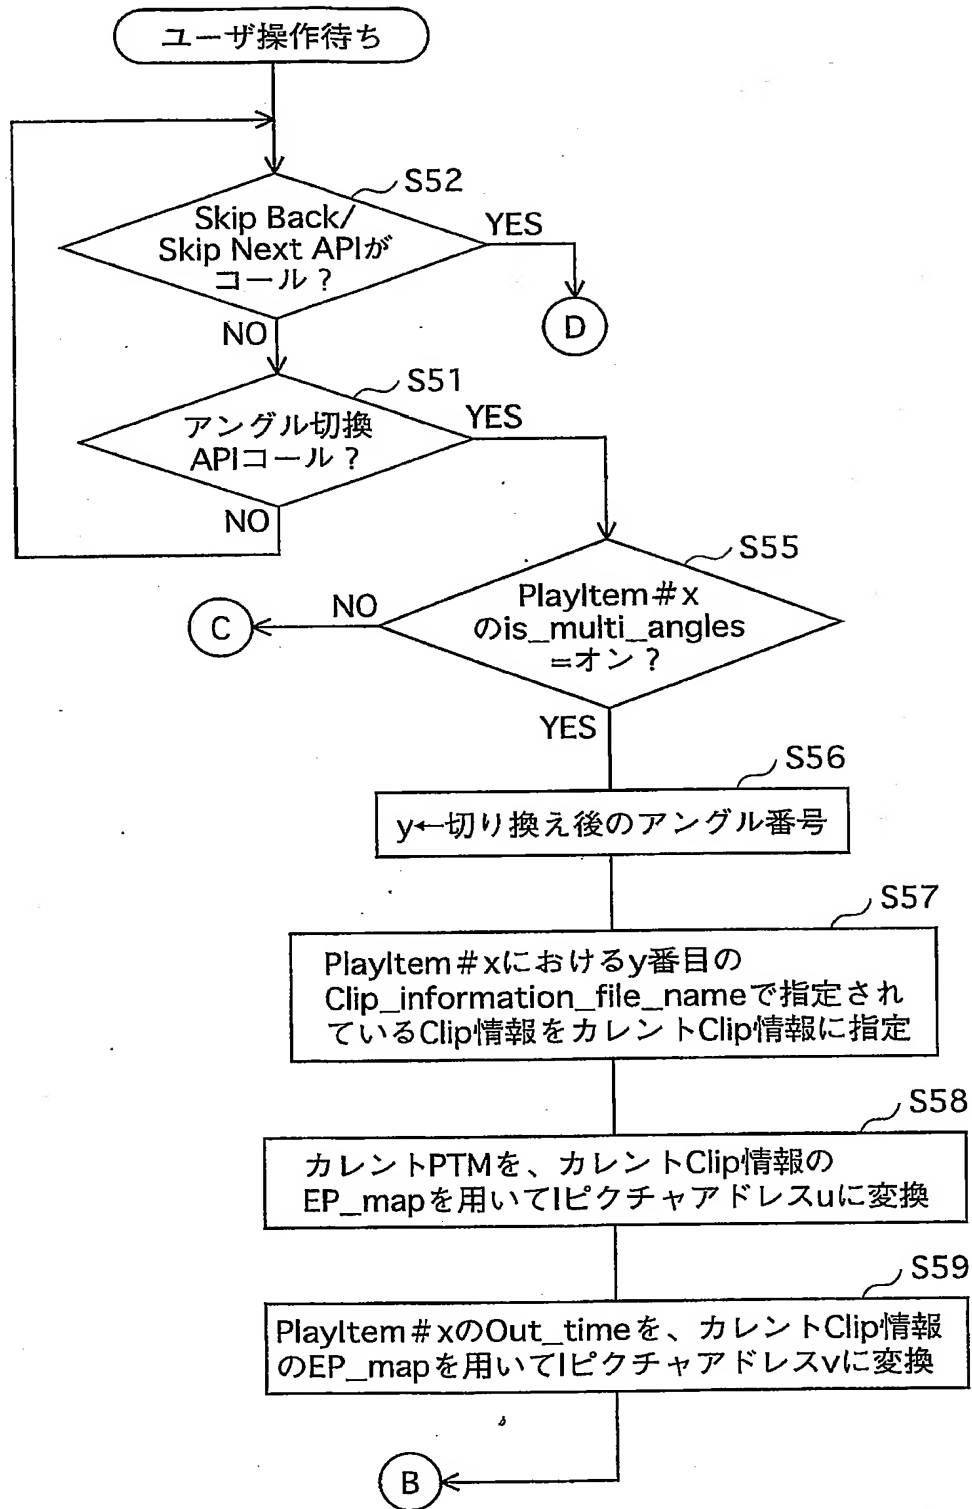 ユーザ操作待ち
S52
Skip Back/
Skip Next APIが
コール？
YES
D
NO
S51
アングル切換
APIコール？
YES
NO
S55
PlayItem#x
のis_multi_angles
=オン？
NO
C
YES
S56
y←切り換え後のアングル番号
S57
PlayItem#xにおけるy番目の
Clip_information_file_nameで指定され
ているClip情報をカレントClip情報に指定
S58
カレントPTMを、カレントClip情報の
EP_mapを用いてIピクチャアドレスuに変換
S59
PlayItem#xのOut_timeを、カレントClip情報
のEP_mapを用いてIピクチャアドレスvに変換
B